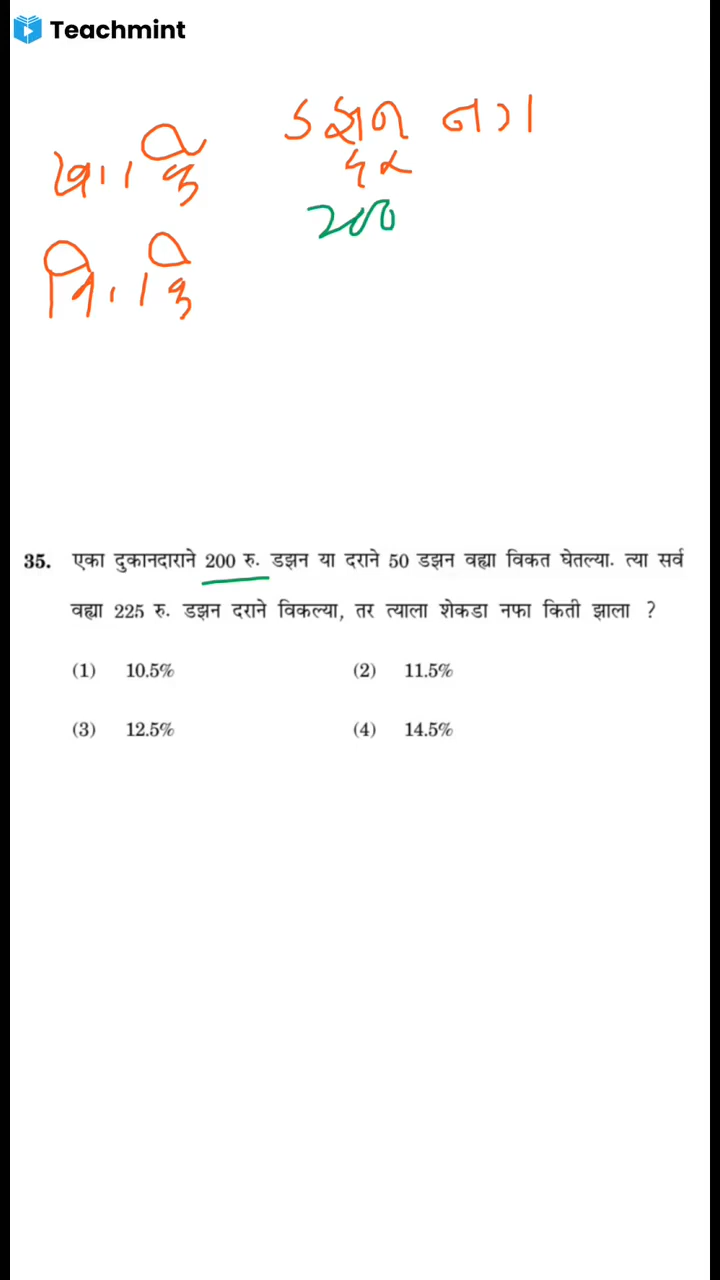 Teachmint
डझन नग
दर
खा. कि
200
वि. कि
35. एका दुकानदाराने 200 रु. डझन या दराने 50 डझन वह्या विकत घेतल्या. त्या सर्व
वह्या 225 रु. डझन दराने विकल्या, तर त्याला शेकडा नफा किती झाला ?
(1) 10.5% (2) 11.5%
(3) 12.5% (4) 14.5%